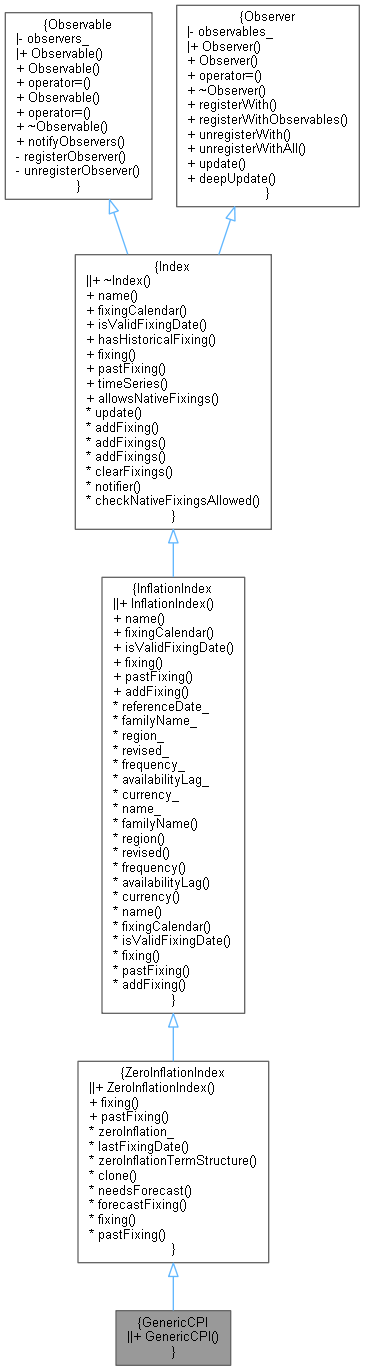 {Observable
|- observers_
|+ Observable()
+ Observable()
+ operator=()
+ Observable()
+ operator=()
+ ~Observable()
+ notifyObservers()
- registerObserver()
- unregisterObserver()
}
{Observer
|- observables_
|+ Observer()
+ Observer()
+ operator=()
+ ~Observer()
+ registerWith()
+ registerWithObservables()
+ unregisterWith()
+ unregisterWithAll()
+ update()
+ deepUpdate()
}
{Index
||+ ~Index()
+ name()
+ fixingCalendar()
+ isValidFixingDate()
+ hasHistoricalFixing()
+ fixing()
+ pastFixing()
+ timeSeries()
+ allowsNativeFixings()
* update()
* addFixing()
* addFixings()
* addFixings()
* clearFixings()
* notifier()
* checkNativeFixingsAllowed()
}
{InflationIndex
||+ InflationIndex()
+ name()
+ fixingCalendar()
+ isValidFixingDate()
+ fixing()
+ pastFixing()
+ addFixing()
* referenceDate_
* familyName_
* region_
* revised_
* frequency_
* availabilityLag_
* currency_
* name_
* familyName()
* region()
* revised()
* frequency()
* availabilityLag()
* currency()
* name()
* fixingCalendar()
* isValidFixingDate()
* fixing()
* pastFixing()
* addFixing()
}
{ZeroInflationIndex
||+ ZeroInflationIndex()
+ fixing()
+ pastFixing()
* zeroInflation_
* lastFixingDate()
* zeroInflationTermStructure()
* clone()
* needsForecast()
* forecastFixing()
* fixing()
* pastFixing()
}
{GenericCPI
||+ GenericCPI()
}